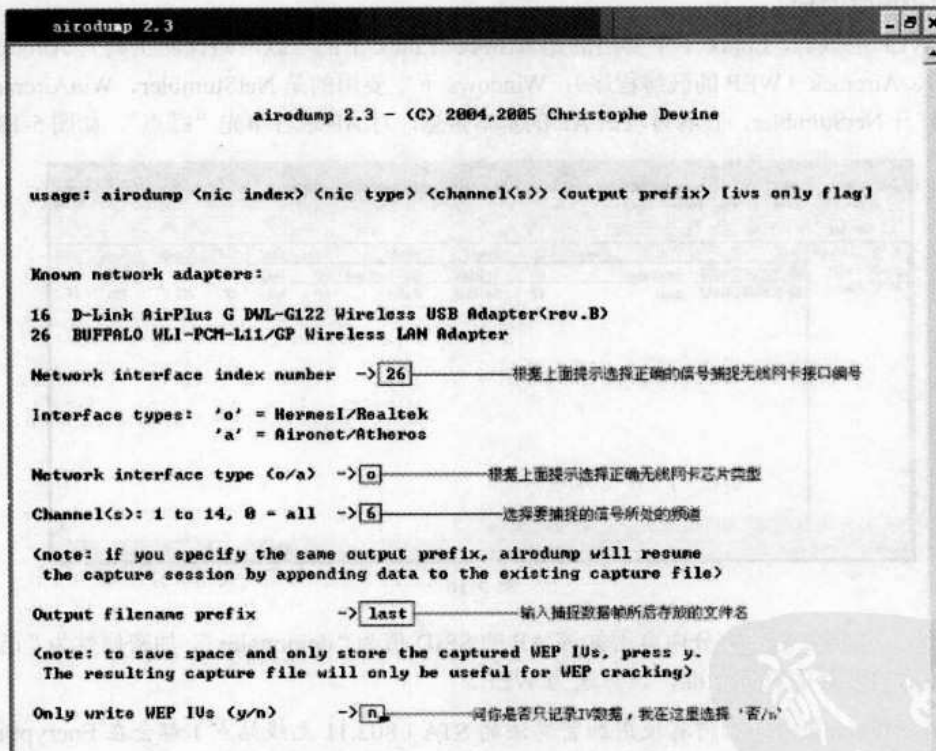 airodump 2.3
airodump 2.3 - (C) 2004,2005 Christophe Devine
usage: airodump <nic index> <nic type> <channel(s)> <output prefix> [ivs only flag]
Known network adapters:
16 D-Link AirPlus G DWL-G122 Wireless USB Adapter(rev.B)
26 BUFFALO WLI-PCM-L11/GP Wireless LAN Adapter
Network interface index number ->26 根据上面提示选择正确的信号捕捉无线网卡接口编号
Interface types: 'o' = HermesI/Realtek
'a' = Aironet/Atheros
Network interface type (o/a) ->o 根据上面提示选择正确无线网卡芯片类型
Channel(s): 1 to 14, 0 = all ->6 选择要捕捉的信号所处的频道
(note: if you specify the same output prefix, airodump will resume
the capture session by appending data to the existing capture file)
Output filename prefix ->last 输入捕捉数据帧所后存放的文件名
(note: to save space and only store the captured WEP IVs, press y.
The resulting capture file will only be useful for WEP cracking)
Only write WEP IVs (y/n) ->n 问你是否只记录IV数据，我在这里选择‘否/n’